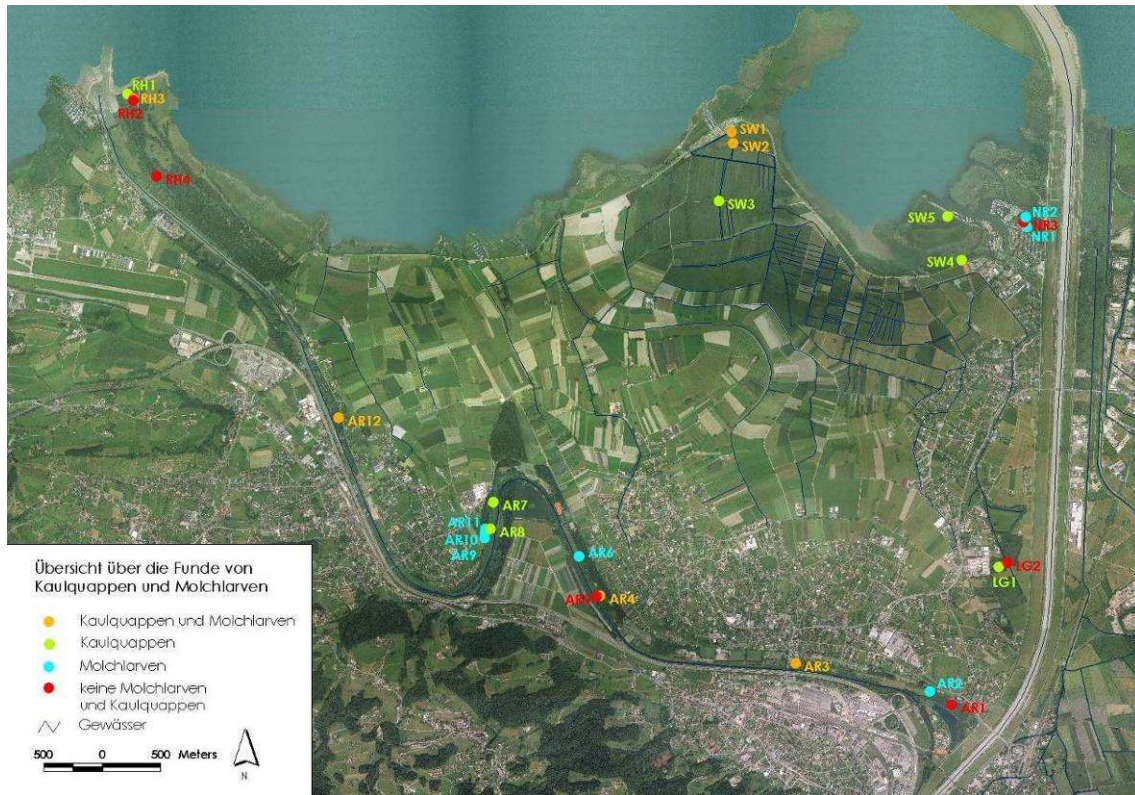 RH1
RH3
RH2
RH4
SW1
SW2
SW3
SW5
NR2
NR3
NR1
SW4
AR12
AR7
AR11
AR8
AR10
AR9
AR6
LG2
LG1
AR5
AR4
AR3
AR2
AR1
Übersicht über die Funde von
Kaulquappen und Molchlarven
Kaulquappen und Molchlarven
Kaulquappen
Molchlarven
keine Molchlarven
und Kaulquappen
Gewässer
500 0 500 Meters
N